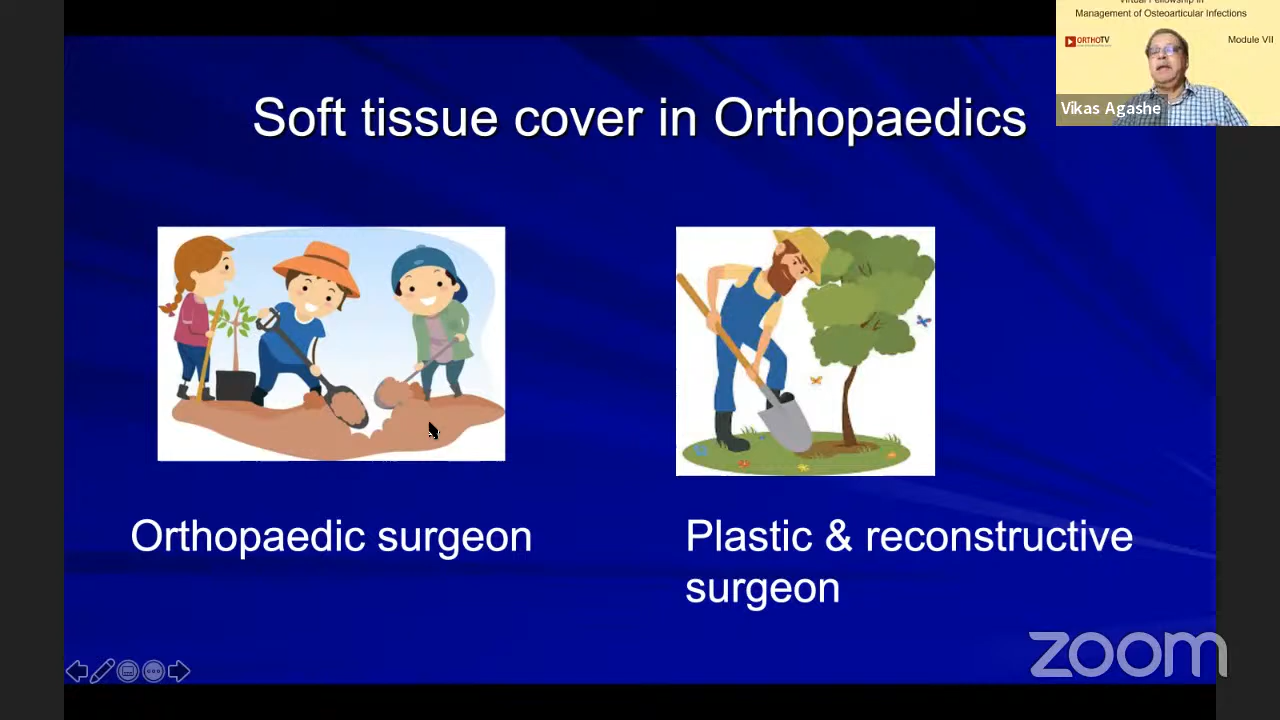 Virtual Fellowship in
Management of Osteoarticular Infections
ORTHOTV
Module VII
Vikas Agashe
Soft tissue cover in Orthopaedics
Orthopaedic surgeon
Plastic & reconstructive
surgeon
zoom